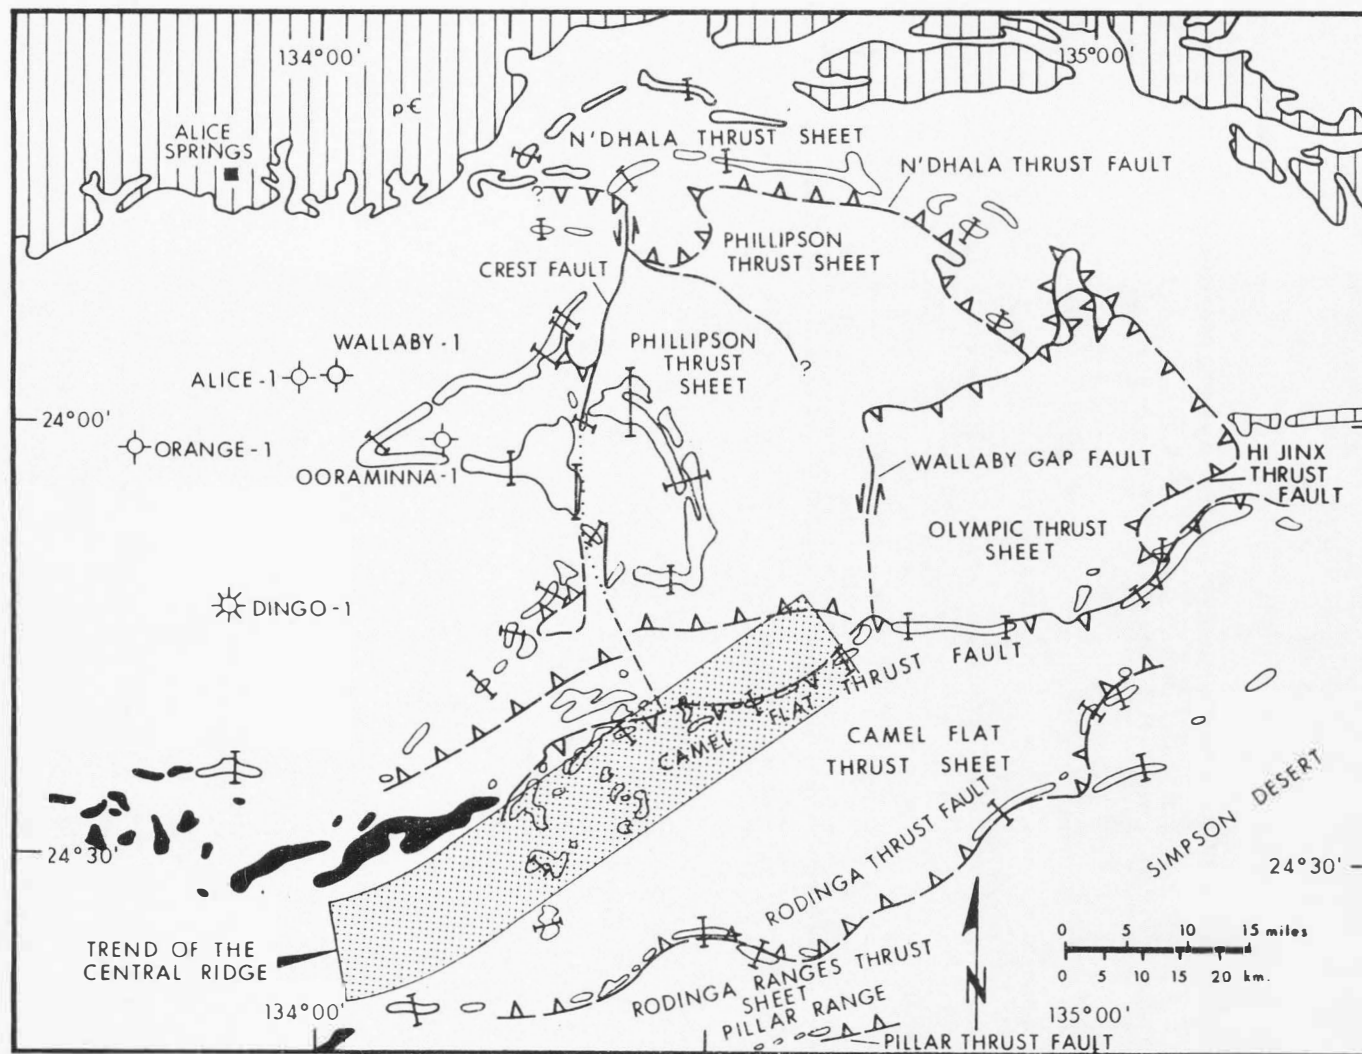 134°00'
135°00'
p€
ALICE
SPRINGS
N'DHALA THRUST SHEET
N'DHALA THRUST FAULT
?
PHILLIPSON
THRUST SHEET
CREST FAULT
WALLABY - 1
PHILLIPSON
THRUST
SHEET
?
ALICE - 1
24°00'
ORANGE - 1
OORAMINNA - 1
WALLABY GAP FAULT
HI JINX
THRUST
FAULT
OLYMPIC THRUST
SHEET
DINGO - 1
CAMEL FLAT THRUST FAULT
CAMEL FLAT
THRUST SHEET
SIMPSON DESERT
RODINGA THRUST FAULT
24°30'
24°30'
TREND OF THE
CENTRAL RIDGE
0 5 10 15 miles
0 5 10 15 20 km.
N
RODINGA RANGES THRUST
SHEET
PILLAR RANGE
134°00'
135°00'
PILLAR THRUST FAULT